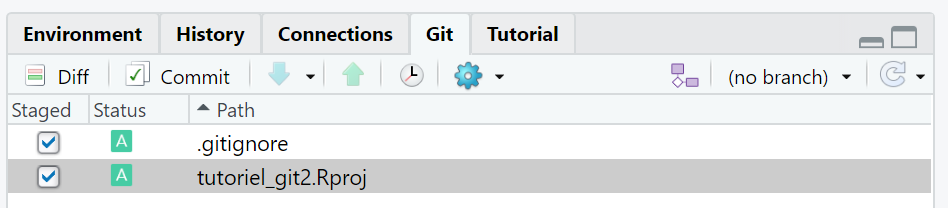 Environment History Connections Git Tutorial
Diff Commit (no branch)
Staged Status Path
A .gitignore
A tutoriel_git2.Rproj